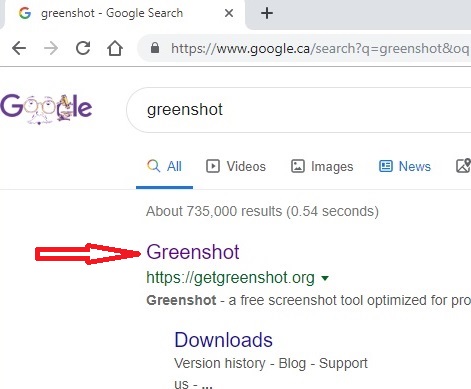 greenshot - Google Search
https://www.google.ca/search?q=greenshot&oq
Google
greenshot
All Videos Images News
About 735,000 results (0.54 seconds)
Greenshot
https://getgreenshot.org
Greenshot - a free screenshot tool optimized for pro
Downloads
Version history - Blog - Support
us - ...